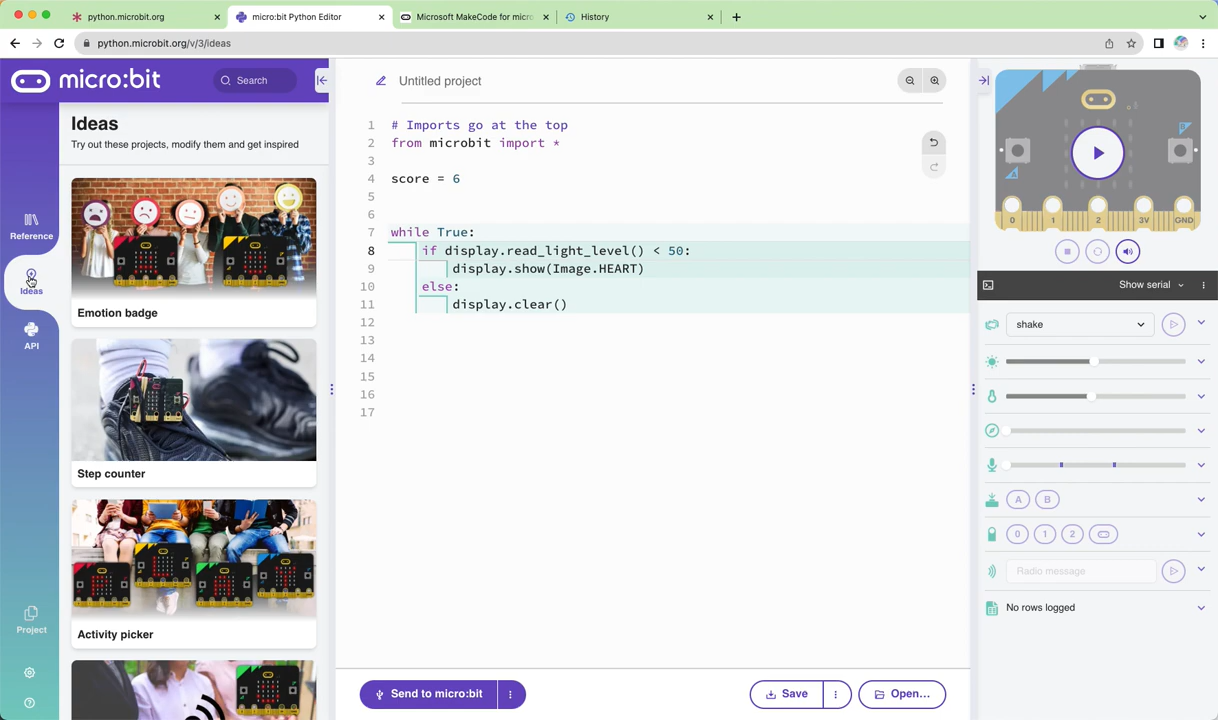 python.microbit.org
micro:bit Python Editor
Microsoft MakeCode for micro
History
python.microbit.org/v/3/ideas
micro:bit
Search
Reference
Ideas
API
Project
Ideas
Try out these projects, modify them and get inspired
Emotion badge
Step counter
Activity picker
Untitled project
1 # Imports go at the top
2 from microbit import *
3
4 score = 6
5
6
7 while True:
8 if display.read_light_level() < 50:
9 display.show(Image.HEART)
10 else:
11 display.clear()
12
13
14
15
16
17
Send to micro:bit
Save
Open...
0 1 2 3V GND
Show serial
shake
A B
0 1 2
Radio message
No rows logged